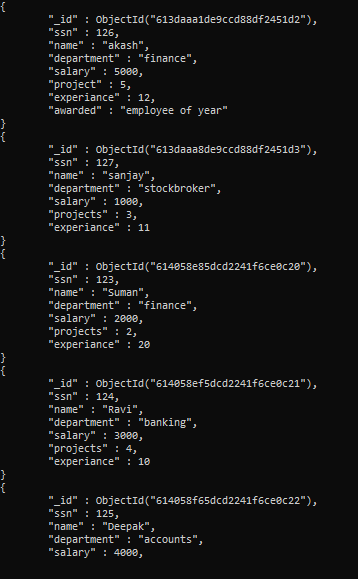 {
"_id" : ObjectId("613daaa1de9ccd88df2451d2"),
"ssn" : 126,
"name" : "akash",
"department" : "finance",
"salary" : 5000,
"project" : 5,
"experiance" : 12,
"awarded" : "employee of year"
}
{
"_id" : ObjectId("613daaa8de9ccd88df2451d3"),
"ssn" : 127,
"name" : "sanjay",
"department" : "stockbroker",
"salary" : 1000,
"projects" : 3,
"experiance" : 11
}
{
"_id" : ObjectId("614058e85dcd2241f6ce0c20"),
"ssn" : 123,
"name" : "Suman",
"department" : "finance",
"salary" : 2000,
"projects" : 2,
"experiance" : 20
}
{
"_id" : ObjectId("614058ef5dcd2241f6ce0c21"),
"ssn" : 124,
"name" : "Ravi",
"department" : "banking",
"salary" : 3000,
"projects" : 4,
"experiance" : 10
}
{
"_id" : ObjectId("614058f65dcd2241f6ce0c22"),
"ssn" : 125,
"name" : "Deepak",
"department" : "accounts",
"salary" : 4000,